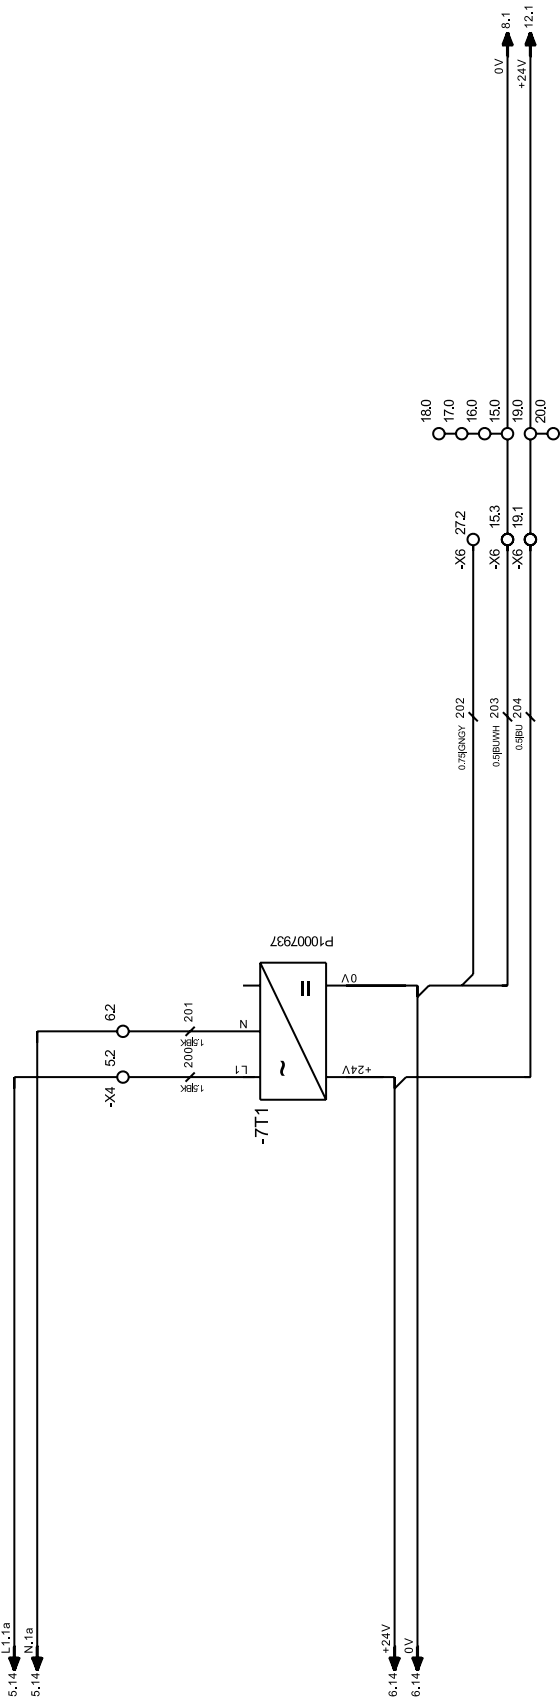 5.14 L1.1a
5.14 N.1a
-X4 5.2
6.2
200
1.5|BK
201
1.5|BK
L1
N
-7T1
~
=
P10007937
+24V
0V
6.14 +24V
6.14 0V
0.75|GNGY 202
0.5|BUWH 203
0.5|BU 204
-X6 27.2
-X6 15.3
-X6 19.1
18.0
17.0
16.0
15.0
19.0
20.0
0V 8.1
+24V 12.1